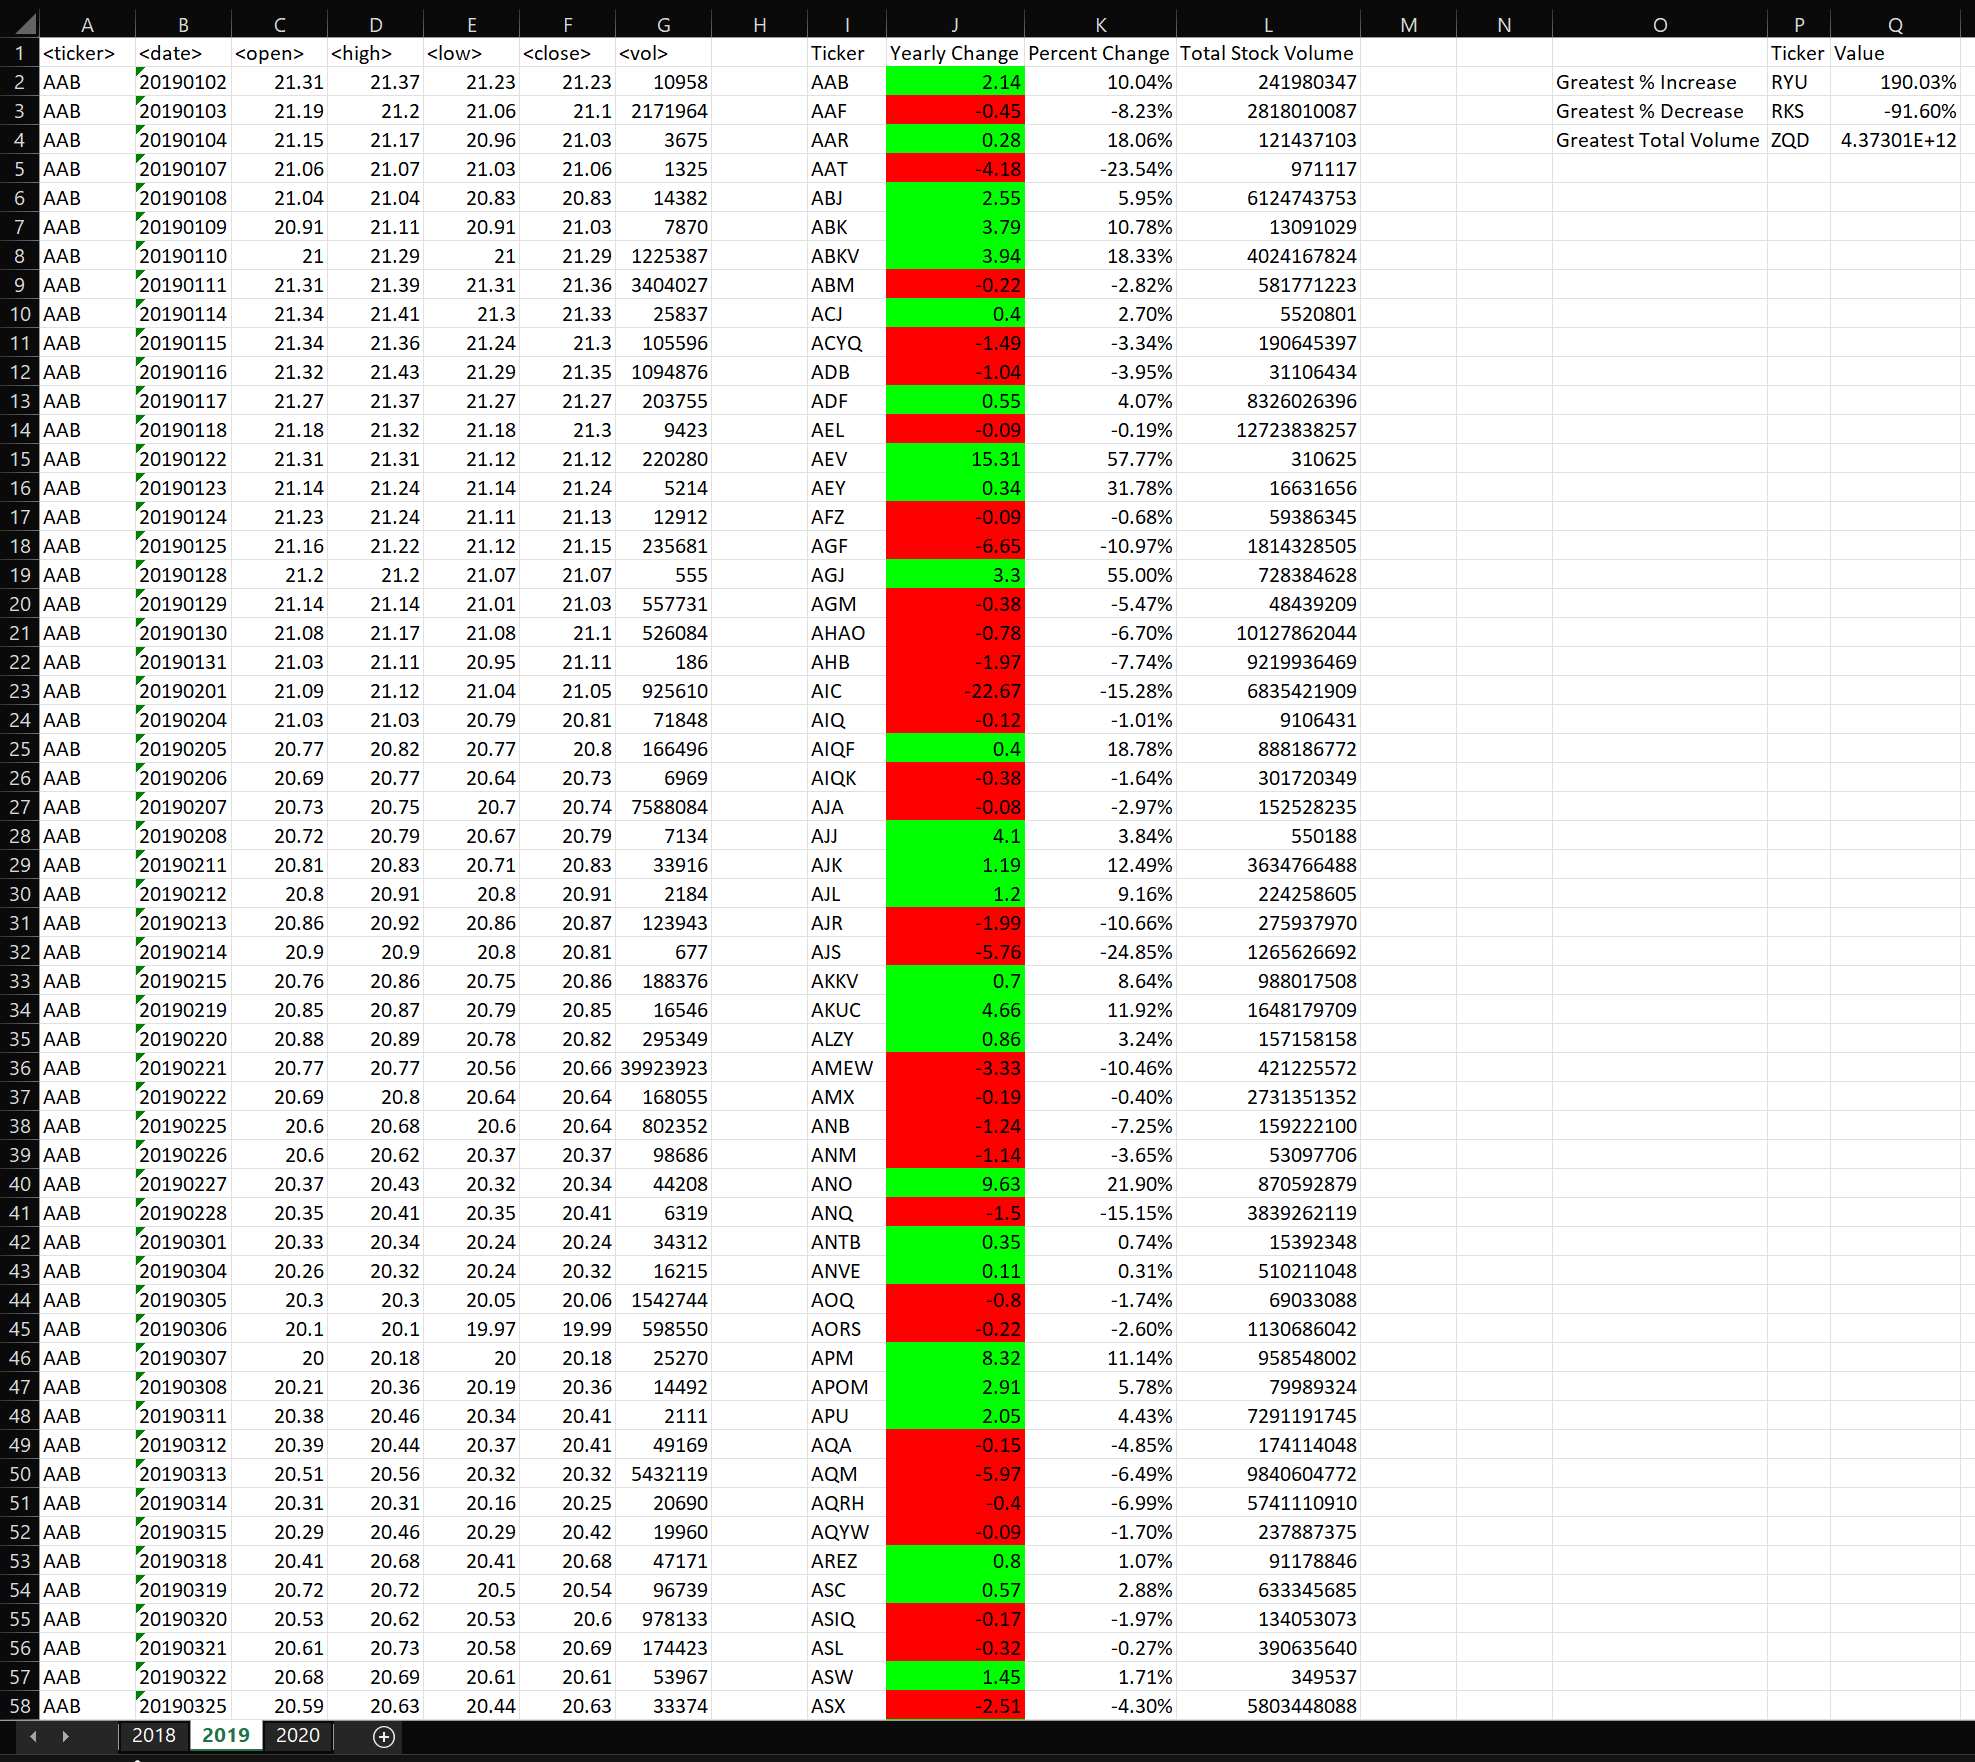 A B C D E F G H I J K L M N O P Q
1 <ticker> <date> <open> <high> <low> <close> <vol> Ticker Yearly Change Percent Change Total Stock Volume Ticker Value
2 AAB 20190102 21.31 21.37 21.23 21.23 10958 AAB 2.14 10.04% 241980347 Greatest % Increase RYU 190.03%
3 AAB 20190103 21.19 21.2 21.06 21.1 2171964 AAF -0.45 -8.23% 2818010087 Greatest % Decrease RKS -91.60%
4 AAB 20190104 21.15 21.17 20.96 21.03 3675 AAR 0.28 18.06% 121437103 Greatest Total Volume ZQD 4.37301E+12
5 AAB 20190107 21.06 21.07 21.03 21.06 1325 AAT -4.18 -23.54% 971117
6 AAB 20190108 21.04 21.04 20.83 20.83 14382 ABJ 2.55 5.95% 6124743753
7 AAB 20190109 20.91 21.11 20.91 21.03 7870 ABK 3.79 10.78% 13091029
8 AAB 20190110 21 21.29 21 21.29 1225387 ABKV 3.94 18.33% 4024167824
9 AAB 20190111 21.31 21.39 21.31 21.36 3404027 ABM -0.22 -2.82% 581771223
10 AAB 20190114 21.34 21.41 21.3 21.33 25837 ACJ 0.4 2.70% 5520801
11 AAB 20190115 21.34 21.36 21.24 21.3 105596 ACYQ -1.49 -3.34% 190645397
12 AAB 20190116 21.32 21.43 21.29 21.35 1094876 ADB -1.04 -3.95% 31106434
13 AAB 20190117 21.27 21.37 21.27 21.27 203755 ADF 0.55 4.07% 8326026396
14 AAB 20190118 21.18 21.32 21.18 21.3 9423 AEL -0.09 -0.19% 12723838257
15 AAB 20190122 21.31 21.31 21.12 21.12 220280 AEV 15.31 57.77% 310625
16 AAB 20190123 21.14 21.24 21.14 21.24 5214 AEY 0.34 31.78% 16631656
17 AAB 20190124 21.23 21.24 21.11 21.13 12912 AFZ -0.09 -0.68% 59386345
18 AAB 20190125 21.16 21.22 21.12 21.15 235681 AGF -6.65 -10.97% 1814328505
19 AAB 20190128 21.2 21.2 21.07 21.07 555 AGJ 3.3 55.00% 728384628
20 AAB 20190129 21.14 21.14 21.01 21.03 557731 AGM -0.38 -5.47% 48439209
21 AAB 20190130 21.08 21.17 21.08 21.1 526084 AHAO -0.78 -6.70% 10127862044
22 AAB 20190131 21.03 21.11 20.95 21.11 186 AHB -1.97 -7.74% 9219936469
23 AAB 20190201 21.09 21.12 21.04 21.05 925610 AIC -22.67 -15.28% 6835421909
24 AAB 20190204 21.03 21.03 20.79 20.81 71848 AIQ -0.12 -1.01% 9106431
25 AAB 20190205 20.77 20.82 20.77 20.8 166496 AIQF 0.4 18.78% 888186772
26 AAB 20190206 20.69 20.77 20.64 20.73 6969 AIQK -0.38 -1.64% 301720349
27 AAB 20190207 20.73 20.75 20.7 20.74 7588084 AJA -0.08 -2.97% 152528235
28 AAB 20190208 20.72 20.79 20.67 20.79 7134 AJJ 4.1 3.84% 550188
29 AAB 20190211 20.81 20.83 20.71 20.83 33916 AJK 1.19 12.49% 3634766488
30 AAB 20190212 20.8 20.91 20.8 20.91 2184 AJL 1.2 9.16% 224258605
31 AAB 20190213 20.86 20.92 20.86 20.87 123943 AJR -1.99 -10.66% 275937970
32 AAB 20190214 20.9 20.9 20.8 20.81 677 AJS -5.76 -24.85% 1265626692
33 AAB 20190215 20.76 20.86 20.75 20.86 188376 AKKV 0.7 8.64% 988017508
34 AAB 20190219 20.85 20.87 20.79 20.85 16546 AKUC 4.66 11.92% 1648179709
35 AAB 20190220 20.88 20.89 20.78 20.82 295349 ALZY 0.86 3.24% 157158158
36 AAB 20190221 20.77 20.77 20.56 20.66 39923923 AMEW -3.33 -10.46% 421225572
37 AAB 20190222 20.69 20.8 20.64 20.64 168055 AMX -0.19 -0.40% 2731351352
38 AAB 20190225 20.6 20.68 20.6 20.64 802352 ANB -1.24 -7.25% 159222100
39 AAB 20190226 20.6 20.62 20.37 20.37 98686 ANM -1.14 -3.65% 53097706
40 AAB 20190227 20.37 20.43 20.32 20.34 44208 ANO 9.63 21.90% 870592879
41 AAB 20190228 20.35 20.41 20.35 20.41 6319 ANQ -1.5 -15.15% 3839262119
42 AAB 20190301 20.33 20.34 20.24 20.24 34312 ANTB 0.35 0.74% 15392348
43 AAB 20190304 20.26 20.32 20.24 20.32 16215 ANVE 0.11 0.31% 510211048
44 AAB 20190305 20.3 20.3 20.05 20.06 1542744 AOQ -0.8 -1.74% 69033088
45 AAB 20190306 20.1 20.1 19.97 19.99 598550 AORS -0.22 -2.60% 1130686042
46 AAB 20190307 20 20.18 20 20.18 25270 APM 8.32 11.14% 958548002
47 AAB 20190308 20.21 20.36 20.19 20.36 14492 APOM 2.91 5.78% 79989324
48 AAB 20190311 20.38 20.46 20.34 20.41 2111 APU 2.05 4.43% 7291191745
49 AAB 20190312 20.39 20.44 20.37 20.41 49169 AQA -0.15 -4.85% 174114048
50 AAB 20190313 20.51 20.56 20.32 20.32 5432119 AQM -5.97 -6.49% 9840604772
51 AAB 20190314 20.31 20.31 20.16 20.25 20690 AQRH -0.4 -6.99% 5741110910
52 AAB 20190315 20.29 20.46 20.29 20.42 19960 AQYW -0.09 -1.70% 237887375
53 AAB 20190318 20.41 20.68 20.41 20.68 47171 AREZ 0.8 1.07% 91178846
54 AAB 20190319 20.72 20.72 20.5 20.54 96739 ASC 0.57 2.88% 633345685
55 AAB 20190320 20.53 20.62 20.53 20.6 978133 ASIQ -0.17 -1.97% 134053073
56 AAB 20190321 20.61 20.73 20.58 20.69 174423 ASL -0.32 -0.27% 390635640
57 AAB 20190322 20.68 20.69 20.61 20.61 53967 ASW 1.45 1.71% 349537
58 AAB 20190325 20.59 20.63 20.44 20.63 33374 ASX -2.51 -4.30% 5803448088
2018 2019 2020